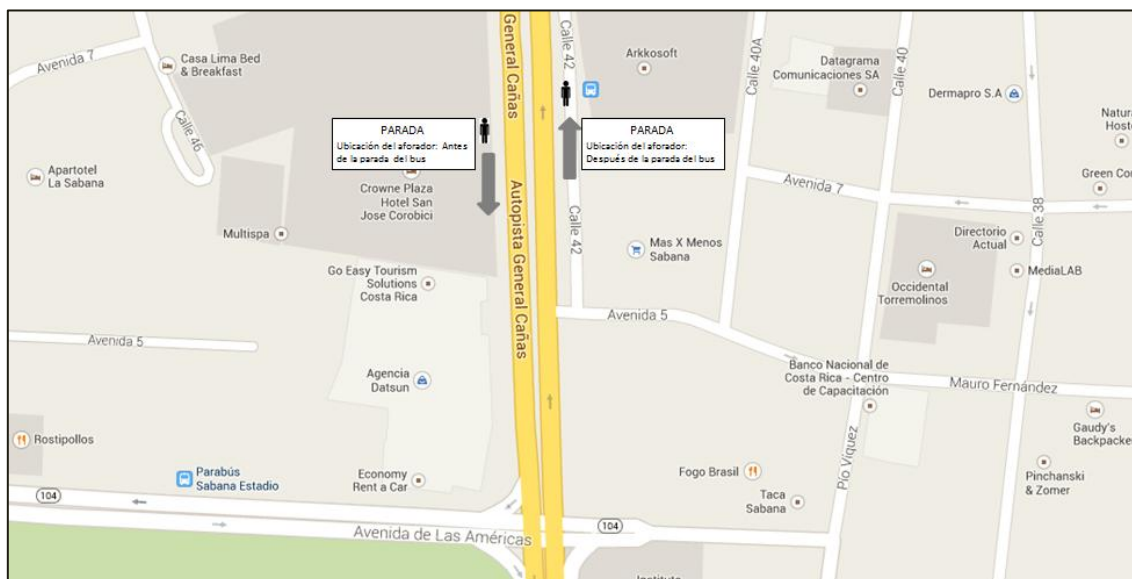 Avenida 7
Casa Lima Bed
& Breakfast
Calle 46
Apartotel
La Sabana
Multispa
PARADA
Ubicación del aforador: Antes
de la parada del bus
Crowne Plaza
Hotel San
Jose Corobici
General Cañas
Autopista General Cañas
Calle 42
Arkkosoft
PARADA
Ubicación del aforador:
Después de la parada del bus
Calle 42
Calle 40A
Datagrama
Comunicaciones SA
Calle 40
Dermapro S.A
Natura
Hoste
Green Co
Avenida 7
Calle 38
Mas X Menos
Sabana
Directorio
Actual
MediaLAB
Occidental
Torremolinos
Go Easy Tourism
Solutions
Costa Rica
Avenida 5
Avenida 5
Agencia
Datsun
Banco Nacional de
Costa Rica - Centro
de Capacitación
Mauro Fernández
Gaudy's
Backpacke
Rostipollos
Parabús
Sabana Estadio
Economy
Rent a Car
Fogo Brasil
Taca
Sabana
Pío Víquez
Pinchanski
& Zomer
104
104
Avenida de Las Américas